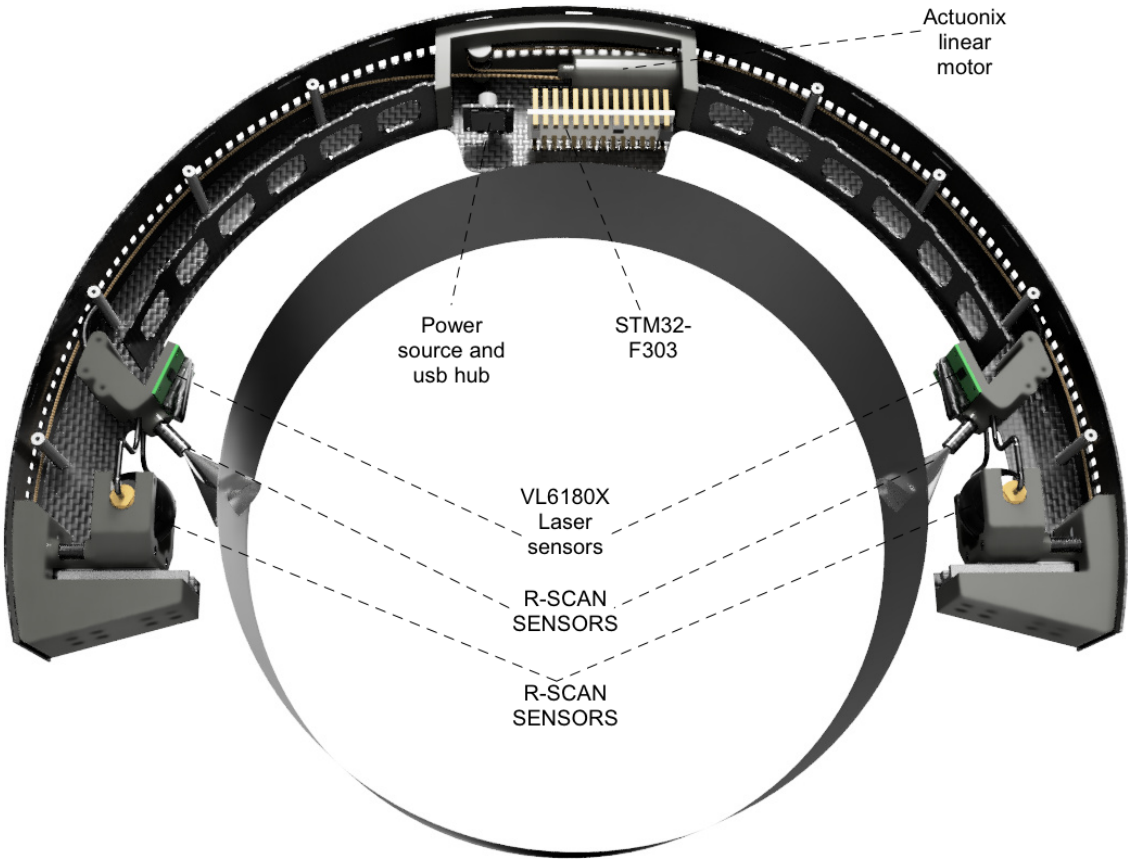 Actuonix
linear
motor
Power
source and
usb hub
STM32-
F303
VL6180X
Laser
sensors
R-SCAN
SENSORS
R-SCAN
SENSORS